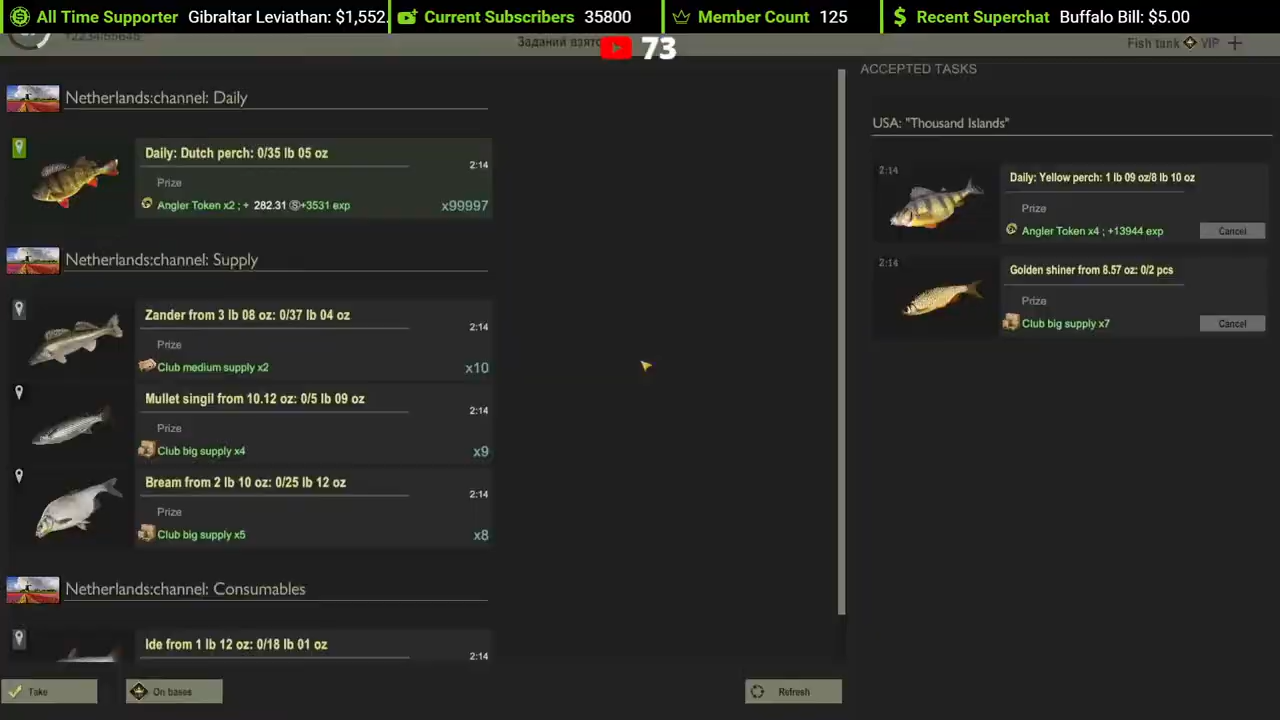 All Time Supporter Gibraltar Leviathan: $1,552.
Current Subscribers 35800
Member Count 125
Recent Superchat Buffalo Bill: $5.00
Заданий взято
73
Fish tunk VIP
ACCEPTED TASKS
Netherlands:channel: Daily
Daily: Dutch perch: 0/35 lb 05 oz
2:14
Prize
Angler Token x2 ; + 282.31 Ⓢ+3531 exp
x99997
Netherlands:channel: Supply
Zander from 3 lb 08 oz: 0/37 lb 04 oz
2:14
Prize
Club medium supply x2
x10
Mullet singil from 10.12 oz: 0/5 lb 09 oz
2:14
Prize
Club big supply x4
x9
Bream from 2 lb 10 oz: 0/25 lb 12 oz
2:14
Prize
Club big supply x5
x8
Netherlands:channel: Consumables
Ide from 1 lb 12 oz: 0/18 lb 01 oz
2:14
USA: "Thousand Islands"
2:14
Daily: Yellow perch: 1 lb 09 oz/8 lb 10 oz
Prize
Angler Token x4 ; +13944 exp
Cancel
2:14
Golden shiner from 8.57 oz: 0/2 pcs
Prize
Club big supply x7
Cancel
Take
On bases
Refresh